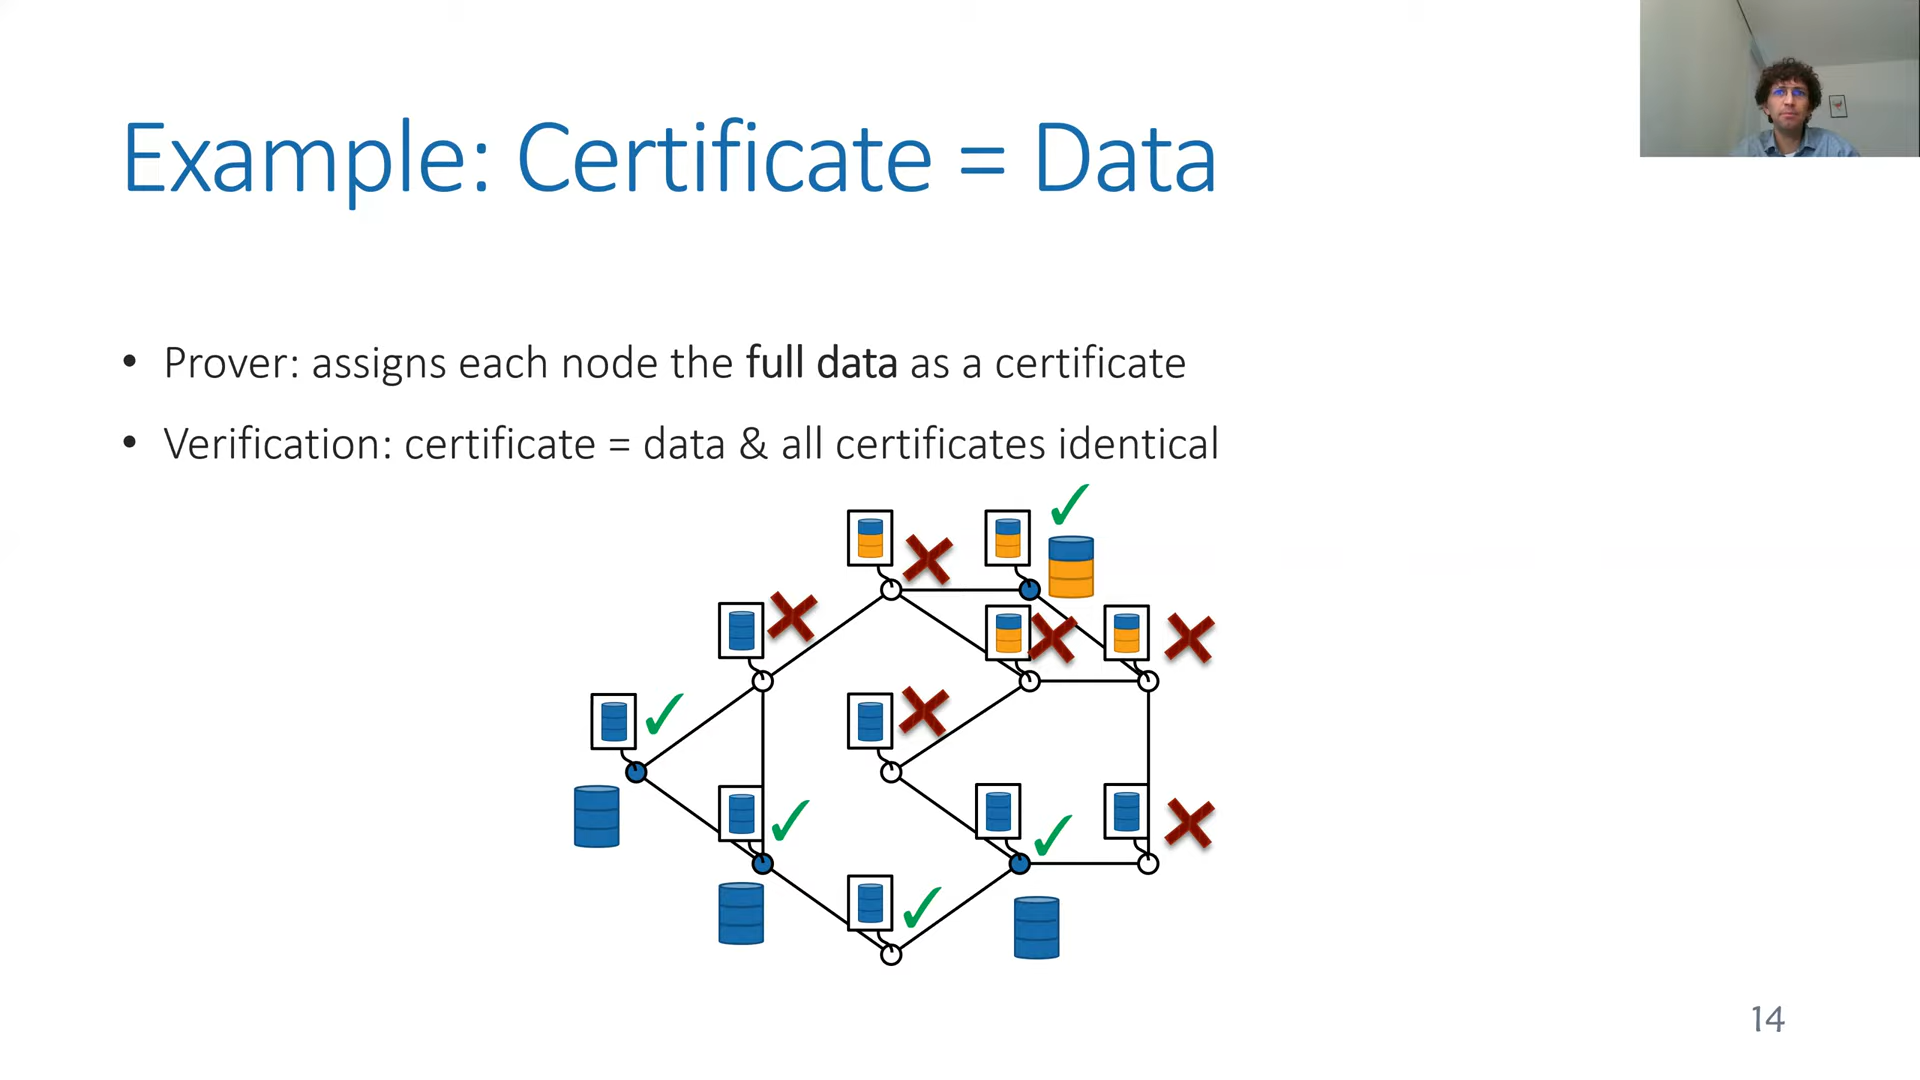 Example: Certificate = Data
• Prover: assigns each node the full data as a certificate
• Verification: certificate = data & all certificates identical
14